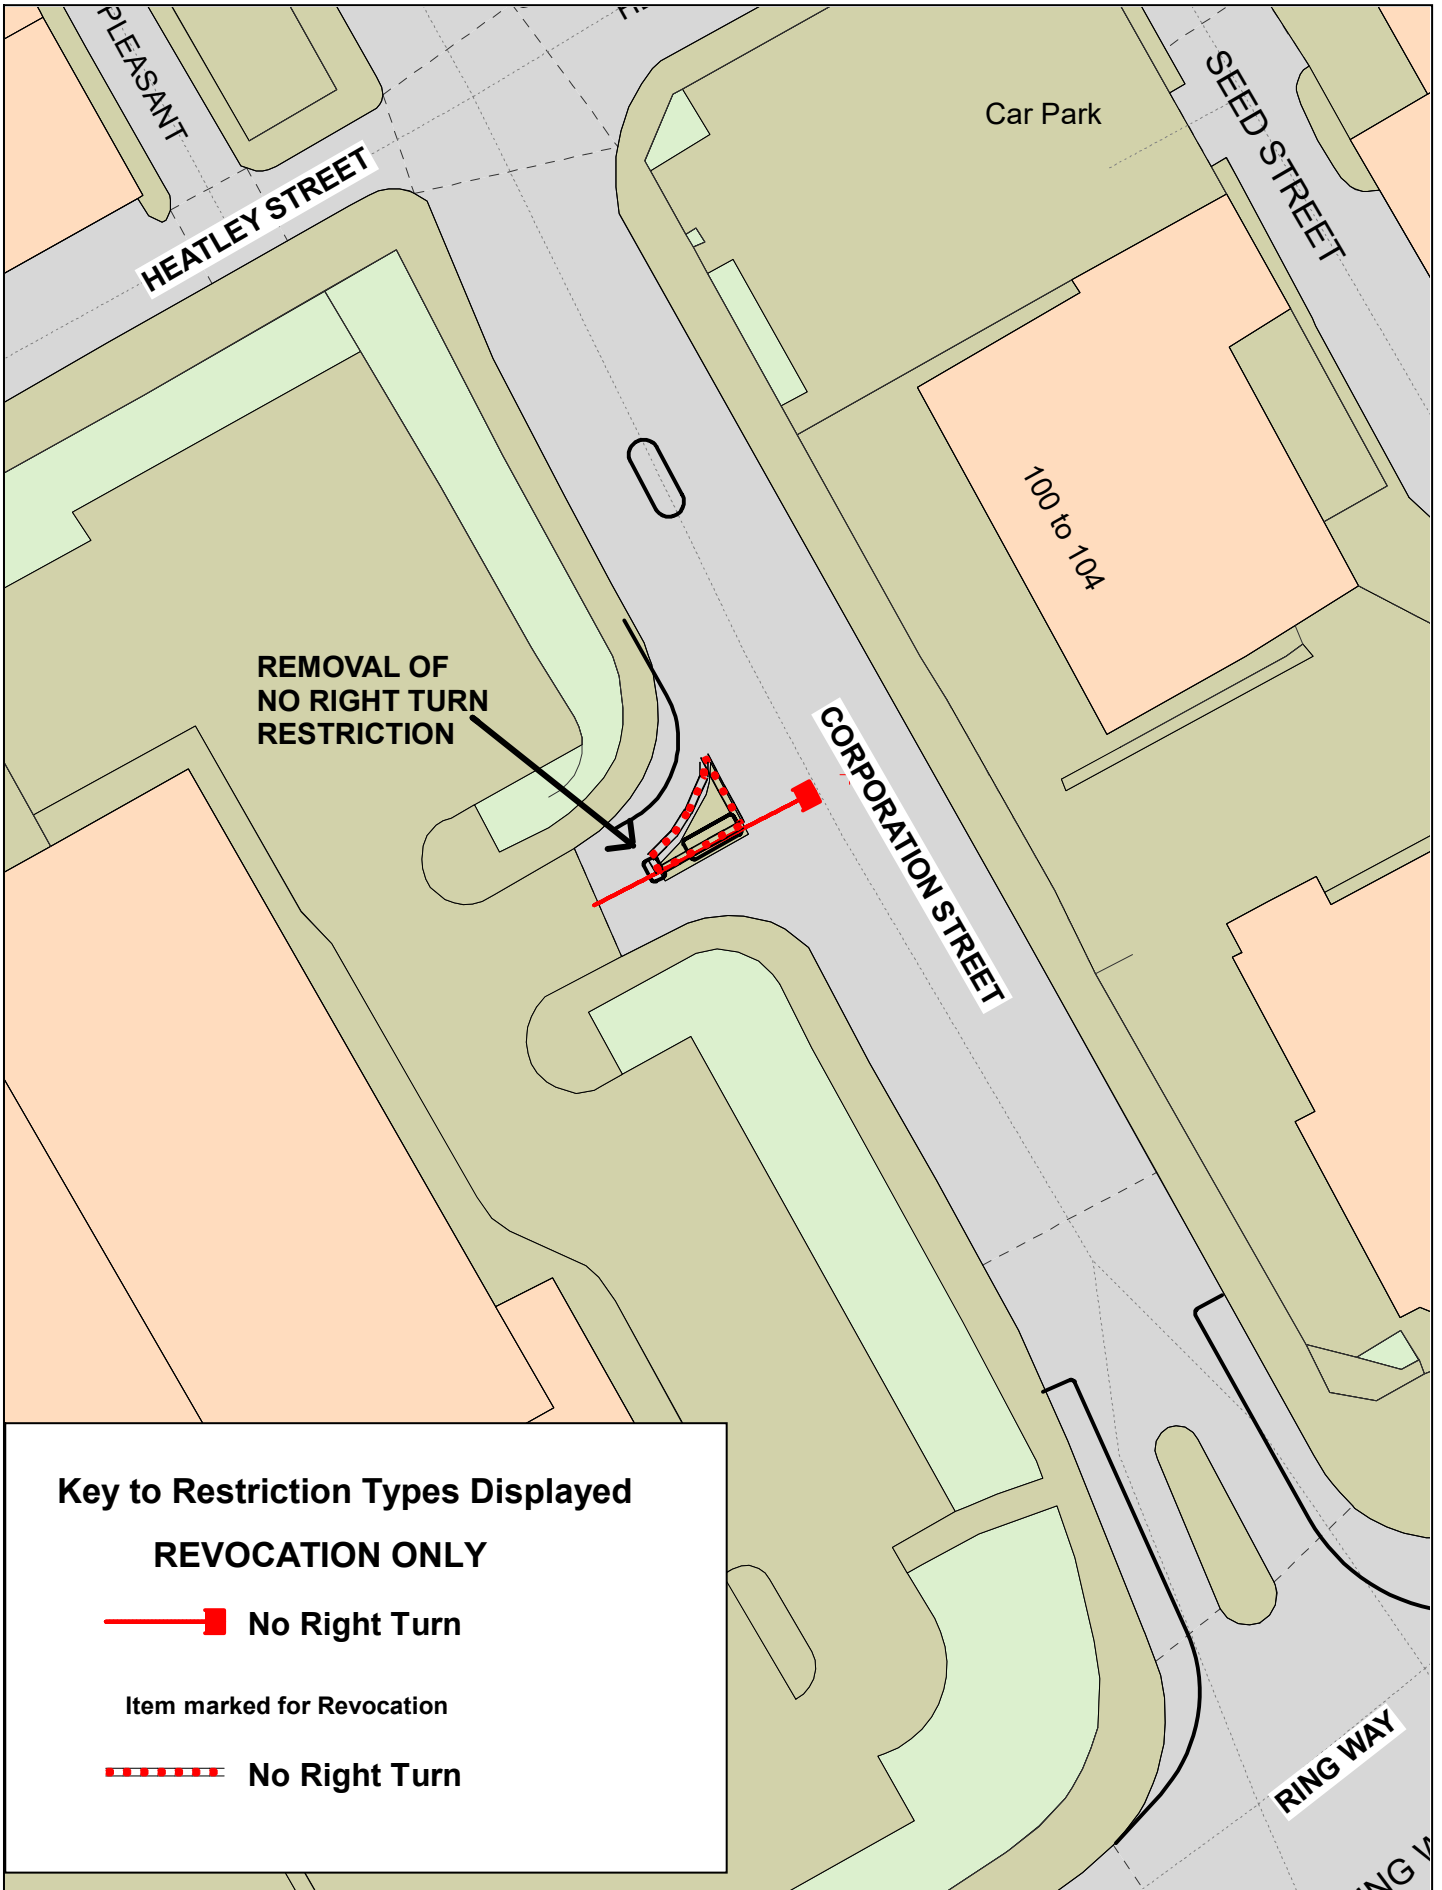 PLEASANT
HEATLEY STREET
Car Park
SEED STREET
100 to 104
REMOVAL OF
NO RIGHT TURN
RESTRICTION
CORPORATION STREET
Key to Restriction Types Displayed
REVOCATION ONLY
No Right Turn
Item marked for Revocation
No Right Turn
RING WAY